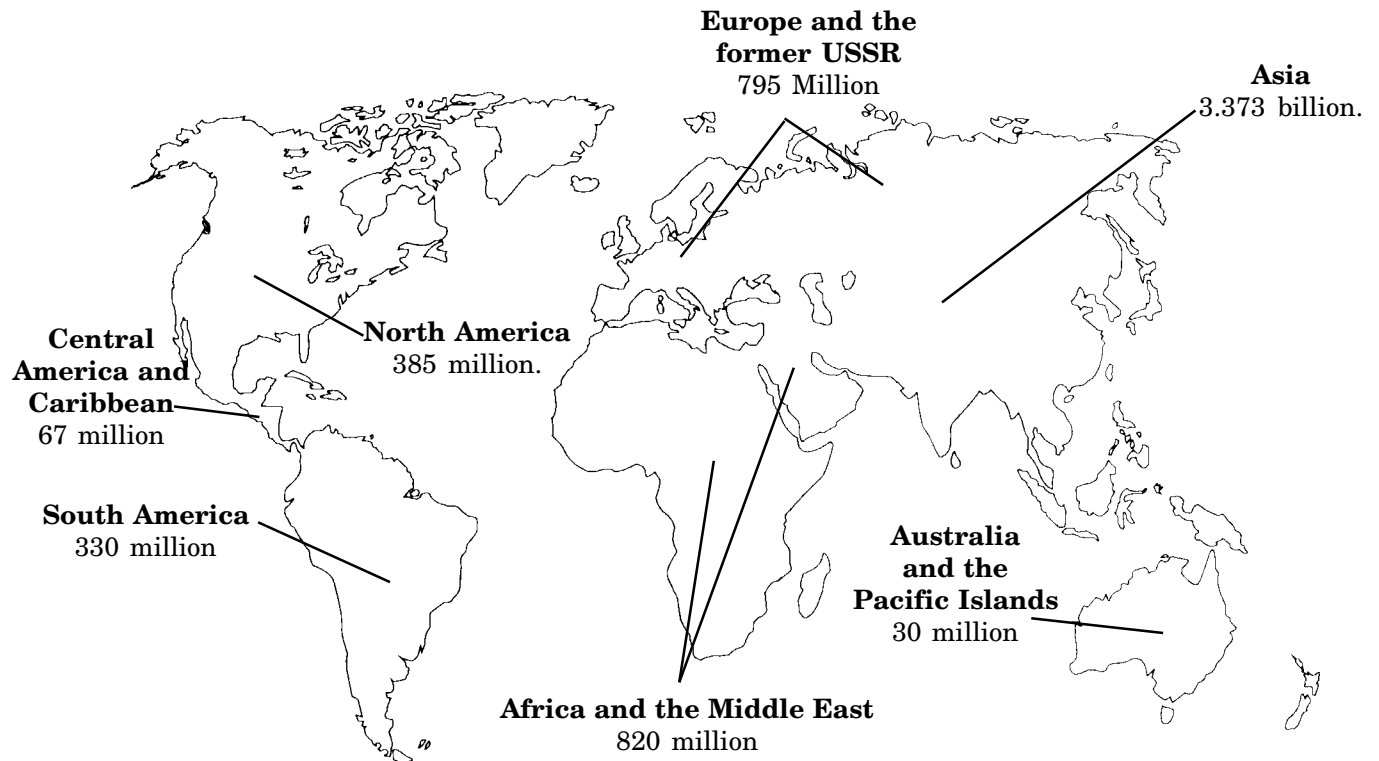 Europe and the
former USSR
795 Million
Asia
3.373 billion.
North America
385 million.
Central
America and
Caribbean
67 million
South America
330 million
Australia
and the
Pacific Islands
30 million
Africa and the Middle East
820 million